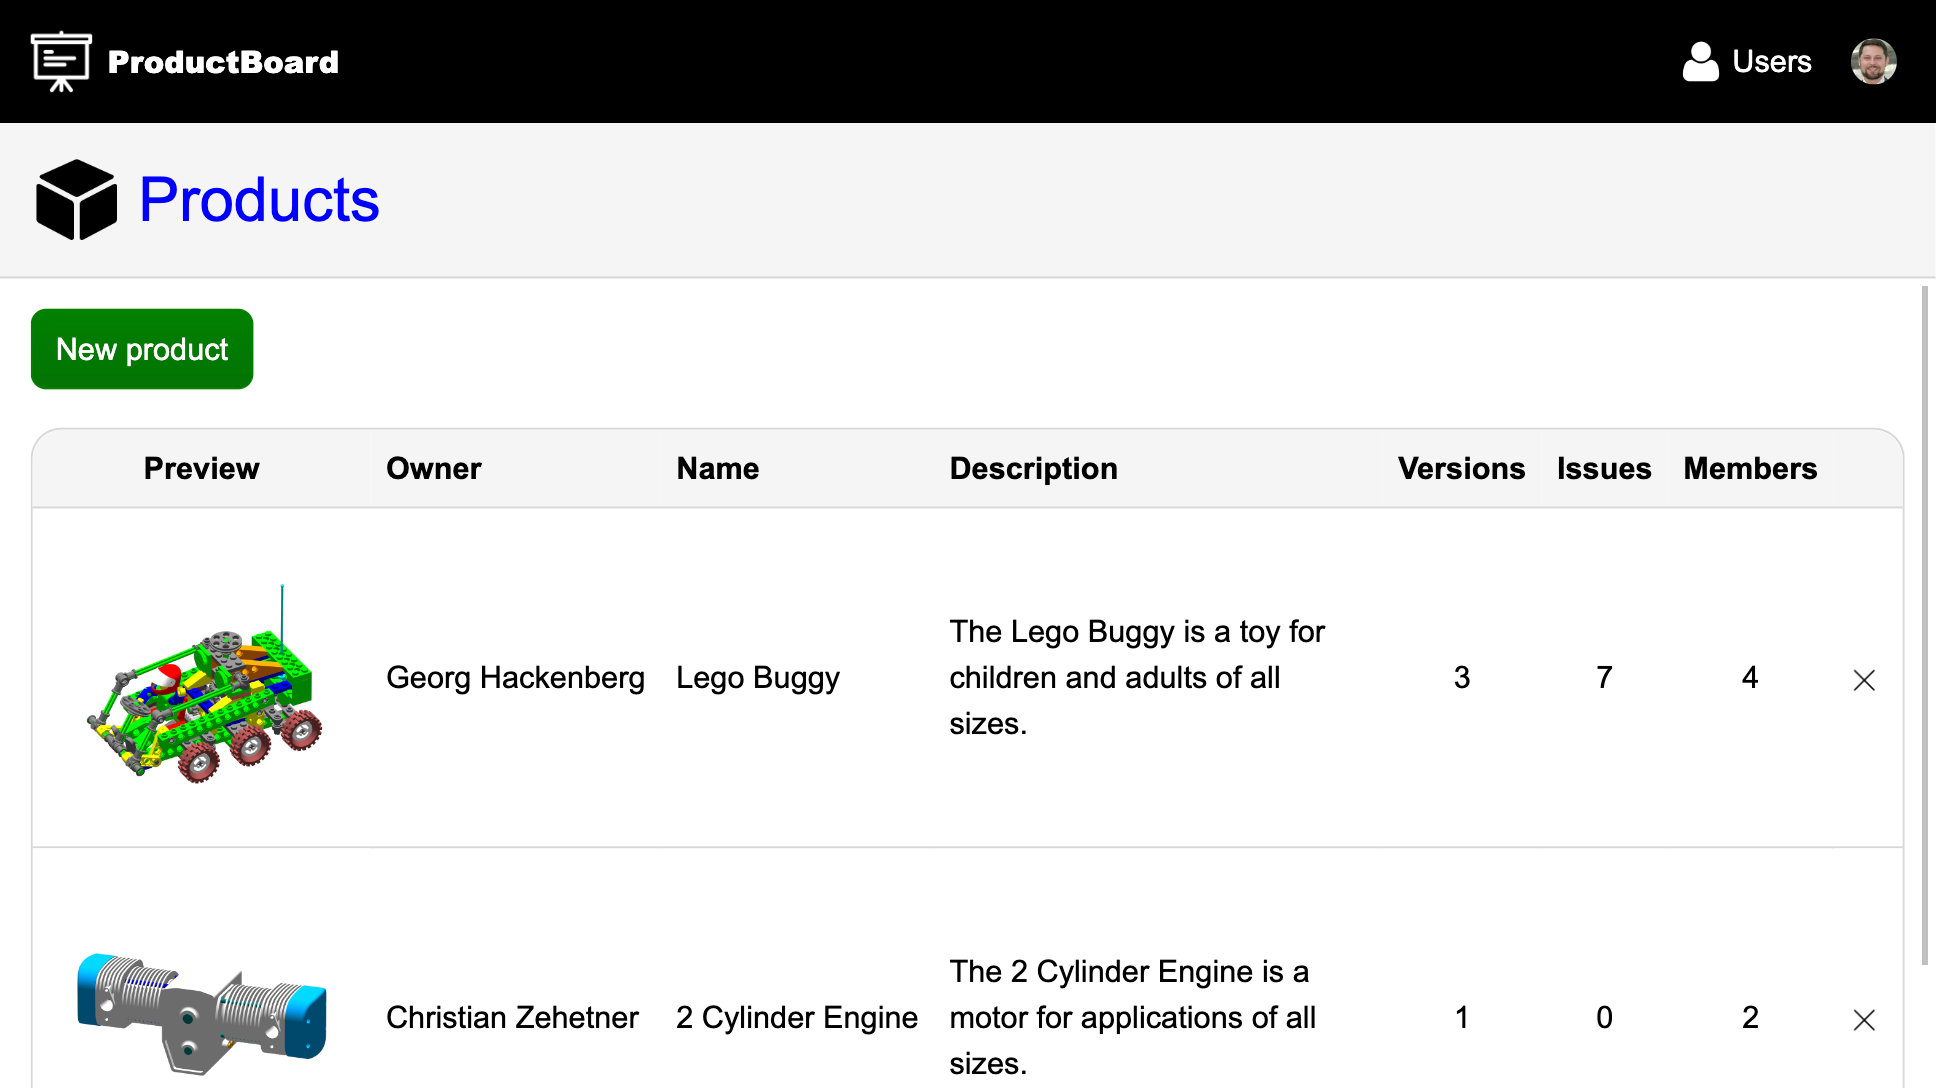 ProductBoard
Users
Products
New product
Preview Owner Name Description Versions Issues Members
Georg Hackenberg Lego Buggy The Lego Buggy is a toy for children and adults of all sizes. 3 7 4
Christian Zehetner 2 Cylinder Engine The 2 Cylinder Engine is a motor for applications of all sizes. 1 0 2